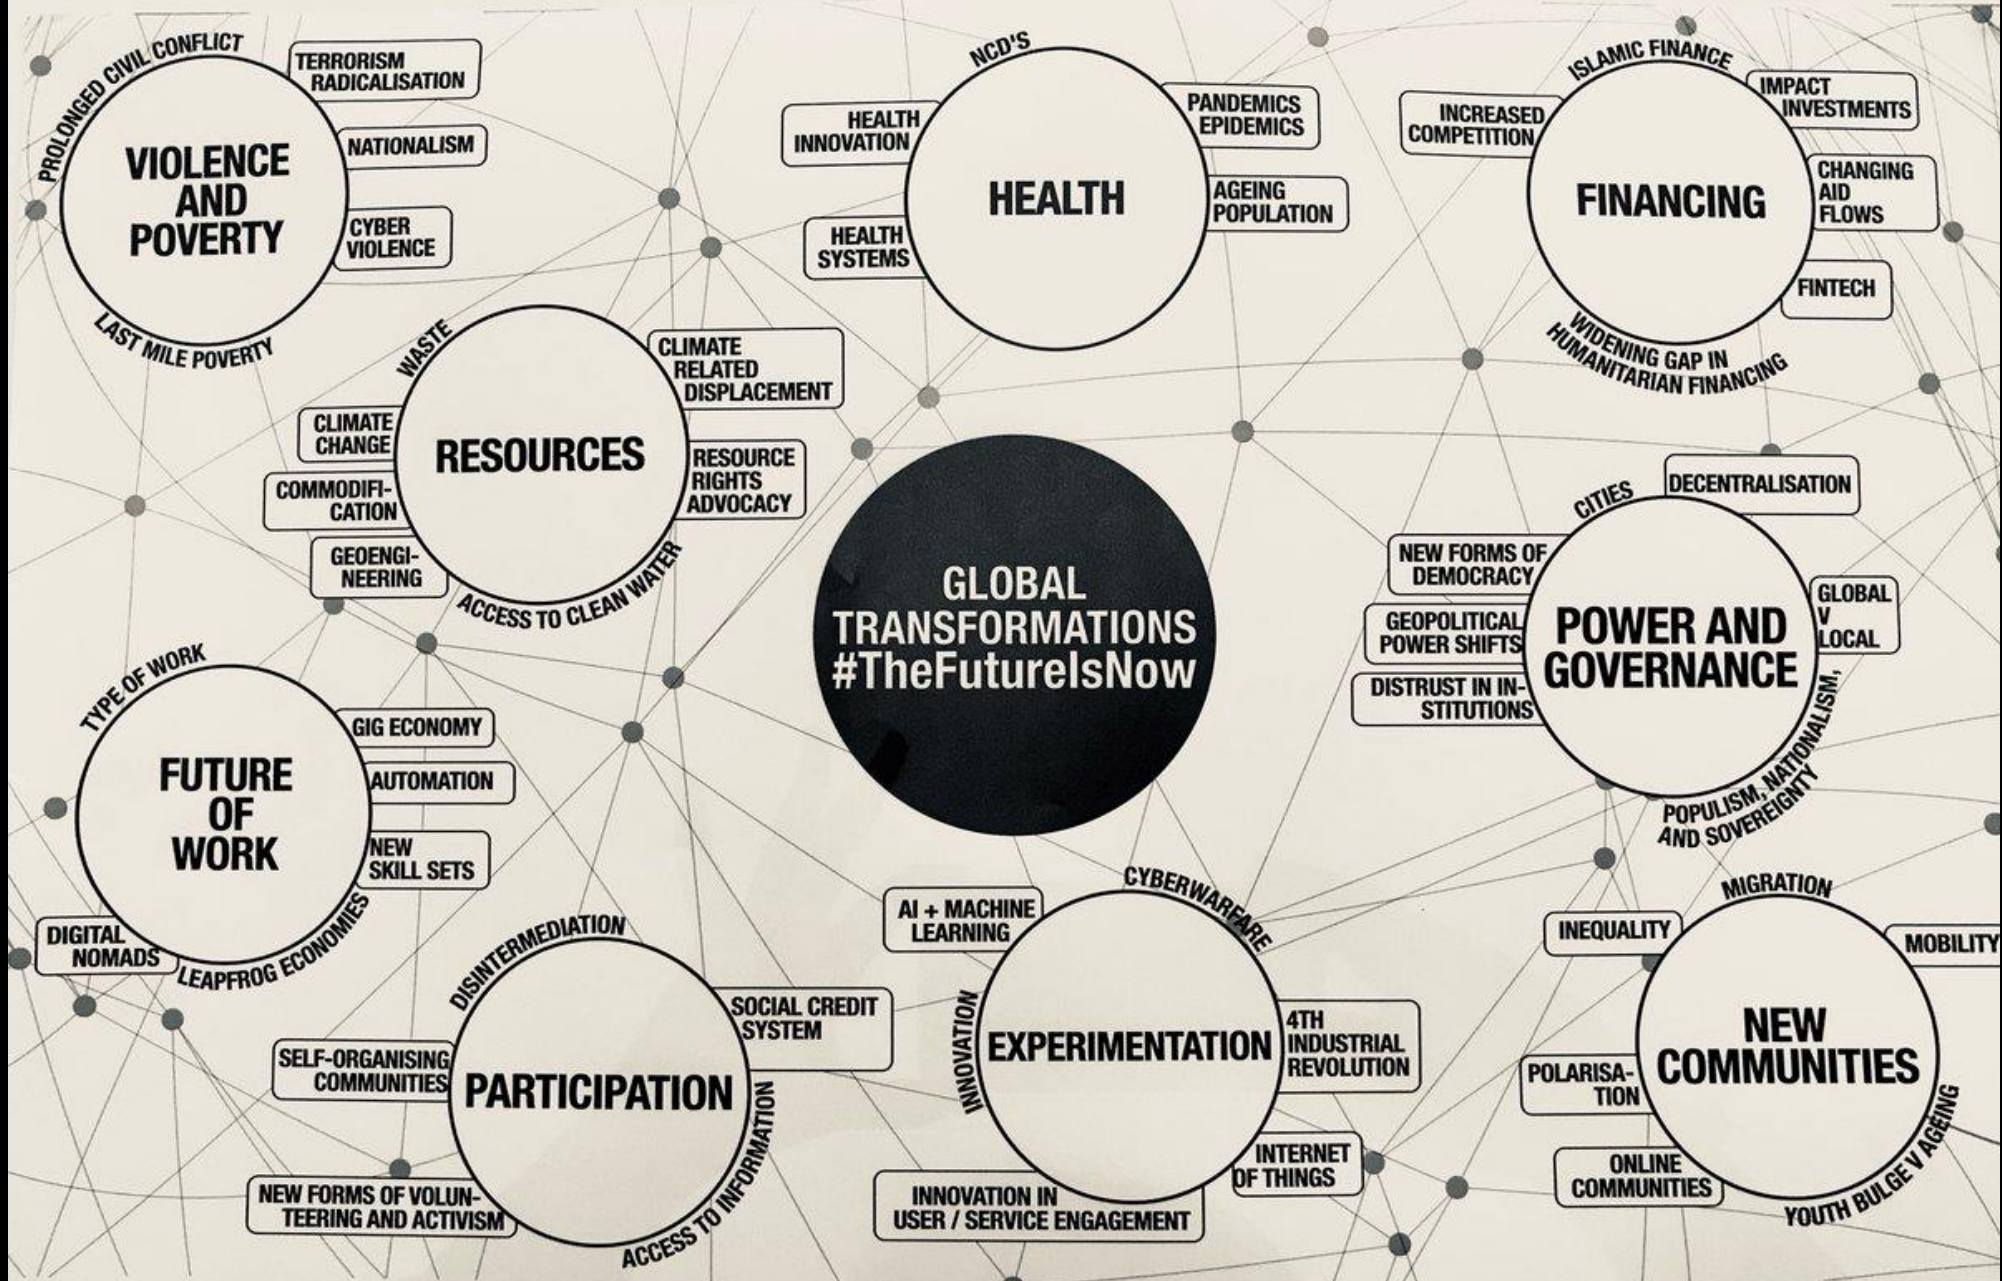 PROLONGED CIVIL CONFLICT
TERRORISM
RADICALISATION
NATIONALISM
CYBER
VIOLENCE
VIOLENCE
AND
POVERTY
LAST MILE POVERTY
NCD'S
HEALTH
INNOVATION
PANDEMICS
EPIDEMICS
HEALTH
AGEING
POPULATION
HEALTH
SYSTEMS
ISLAMIC FINANCE
INCREASED
COMPETITION
IMPACT
INVESTMENTS
FINANCING
CHANGING
AID
FLOWS
FINTECH
WIDENING GAP IN
HUMANITARIAN FINANCING
WASTE
CLIMATE
RELATED
DISPLACEMENT
CLIMATE
CHANGE
RESOURCES
RESOURCE
RIGHTS
ADVOCACY
COMMODIFI-
CATION
GEOENGI-
NEERING
ACCESS TO CLEAN WATER
GLOBAL
TRANSFORMATIONS
#TheFutureIsNow
CITIES
DECENTRALISATION
NEW FORMS OF
DEMOCRACY
GEOPOLITICAL
POWER SHIFTS
DISTRUST IN IN-
STITUTIONS
POWER AND
GOVERNANCE
GLOBAL
V
LOCAL
POPULISM, NATIONALISM,
AND SOVEREIGNTY
TYPE OF WORK
GIG ECONOMY
AUTOMATION
NEW
SKILL SETS
FUTURE
OF
WORK
DIGITAL
NOMADS
LEAPFROG ECONOMIES
DISINTERMEDIATION
SOCIAL CREDIT
SYSTEM
SELF-ORGANISING
COMMUNITIES
PARTICIPATION
NEW FORMS OF VOLUN-
TEERING AND ACTIVISM
ACCESS TO INFORMATION
CYBERWARFARE
AI + MACHINE
LEARNING
INNOVATION
EXPERIMENTATION
4TH
INDUSTRIAL
REVOLUTION
INTERNET
OF THINGS
INNOVATION IN
USER / SERVICE ENGAGEMENT
MIGRATION
INEQUALITY
MOBILITY
NEW
COMMUNITIES
POLARISA-
TION
ONLINE
COMMUNITIES
YOUTH BULGE V AGEING